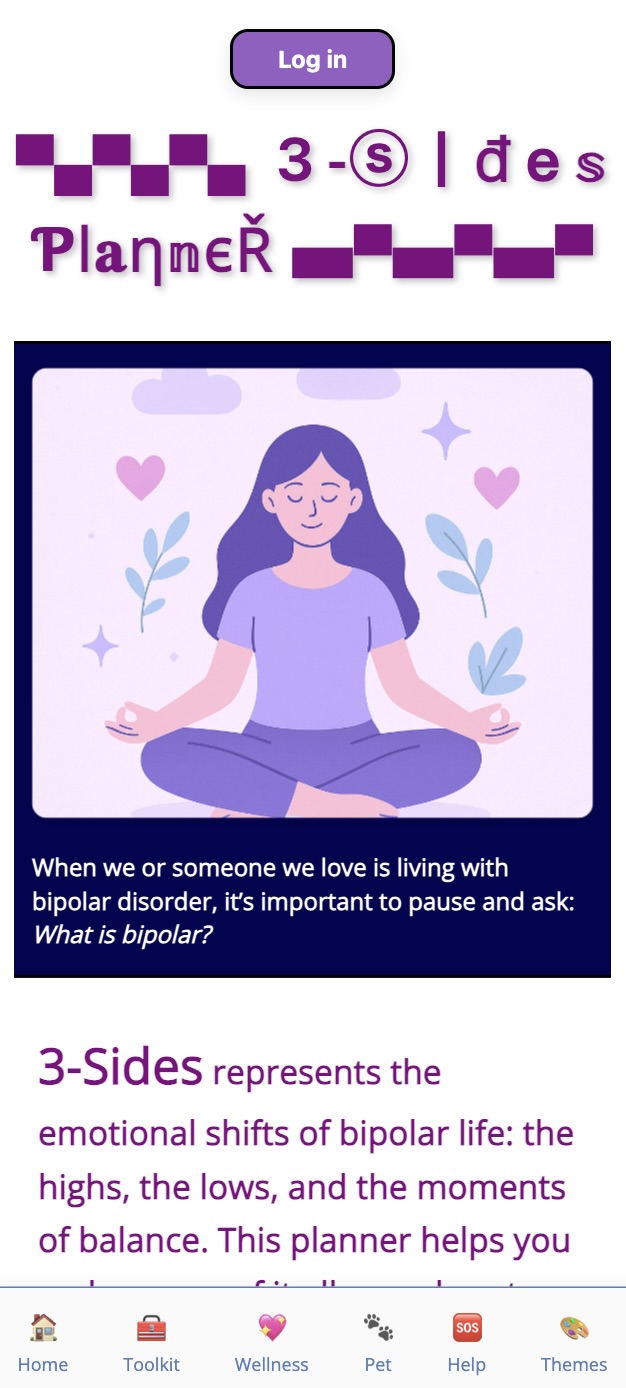 Log in
▀▄▀▄▀▄ 3-ⓢ|đ𝗲𝕤
𝕻l𝐚ηⲙ𝕟єŘ ▄▀▄▀▄▀
When we or someone we love is living with
bipolar disorder, it’s important to pause and ask:
What is bipolar?
3-Sides represents the
emotional shifts of bipolar life: the
highs, the lows, and the moments
of balance. This planner helps you
SOS
Home Toolkit Wellness Pet Help Themes